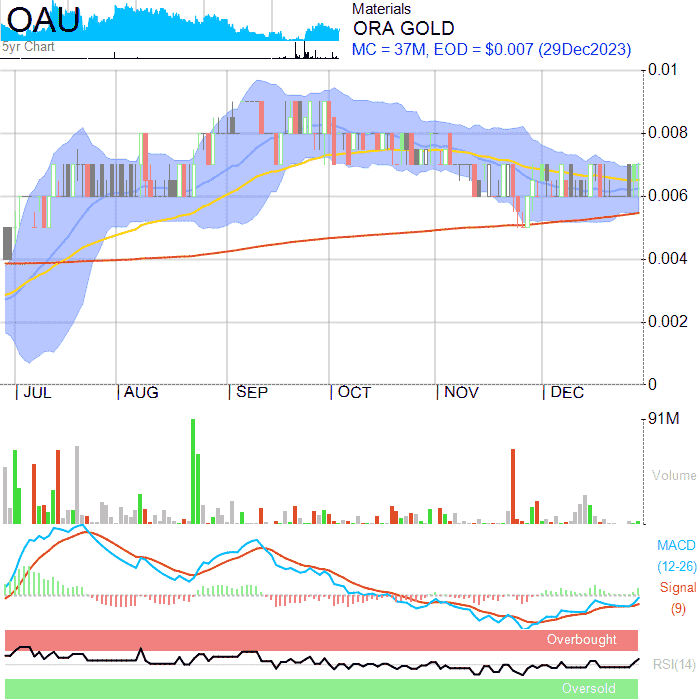 OAU
5yr Chart
Materials
ORA GOLD
MC = 37M, EOD = $0.007 (29Dec2023)
0.01
0.008
0.006
0.004
0.002
0
JUL AUG SEP OCT NOV DEC
91M
Volume
MACD
(12-26)
Signal
(9)
Overbought
RSI(14)
Oversold